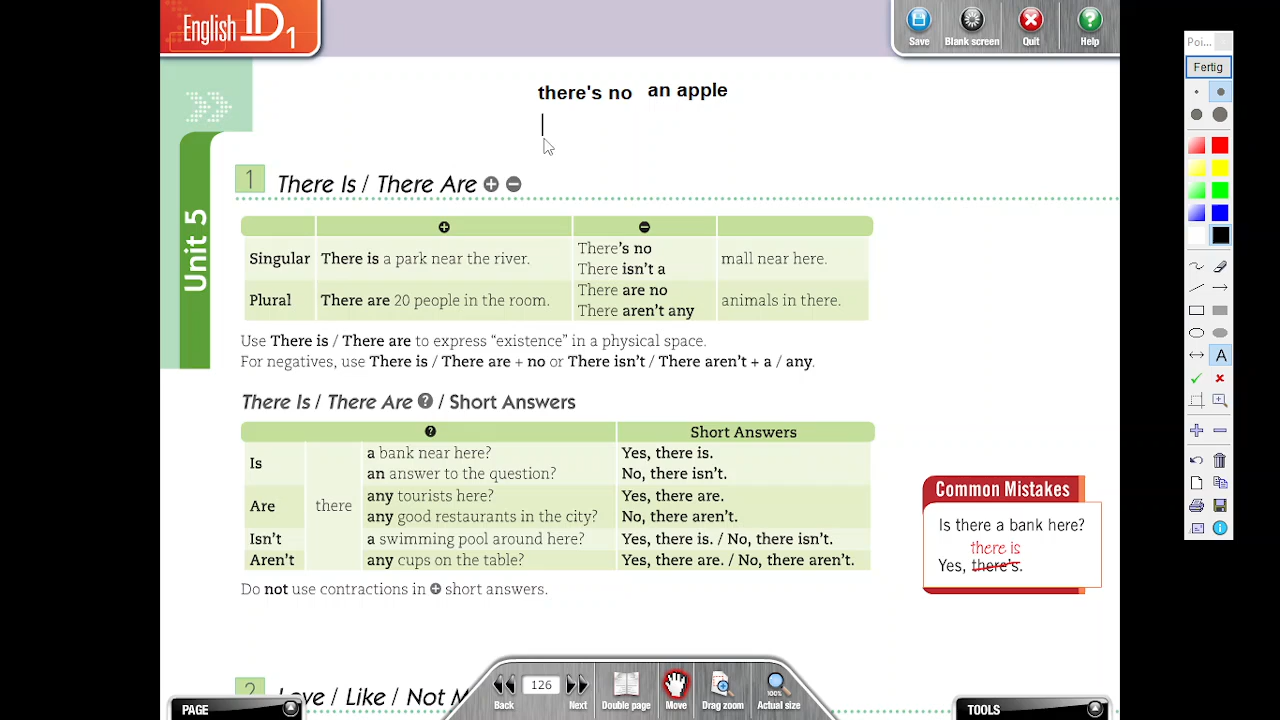 English ID 1
Save Blank screen Quit Help
Poi...
Fertig
there's no an apple
Unit 5
1 There Is / There Are + -
+ -
Singular There is a park near the river. There's no mall near here.
There isn't a
Plural There are 20 people in the room. There are no animals in there.
There aren't any
Use There is / There are to express “existence” in a physical space.
For negatives, use There is / There are + no or There isn't / There aren't + a / any.
There Is / There Are ? / Short Answers
? Short Answers
Is there a bank near here? Yes, there is.
an answer to the question? No, there isn't.
Are any tourists here? Yes, there are.
any good restaurants in the city? No, there aren't.
Isn't a swimming pool around here? Yes, there is. / No, there isn't.
Aren't any cups on the table? Yes, there are. / No, there aren't.
Do not use contractions in + short answers.
Common Mistakes
Is there a bank here?
there is
Yes, there's.
2 Love / Like / Not
126
100%
Back Next Double page Move Drag zoom Actual size
PAGE
TOOLS
A